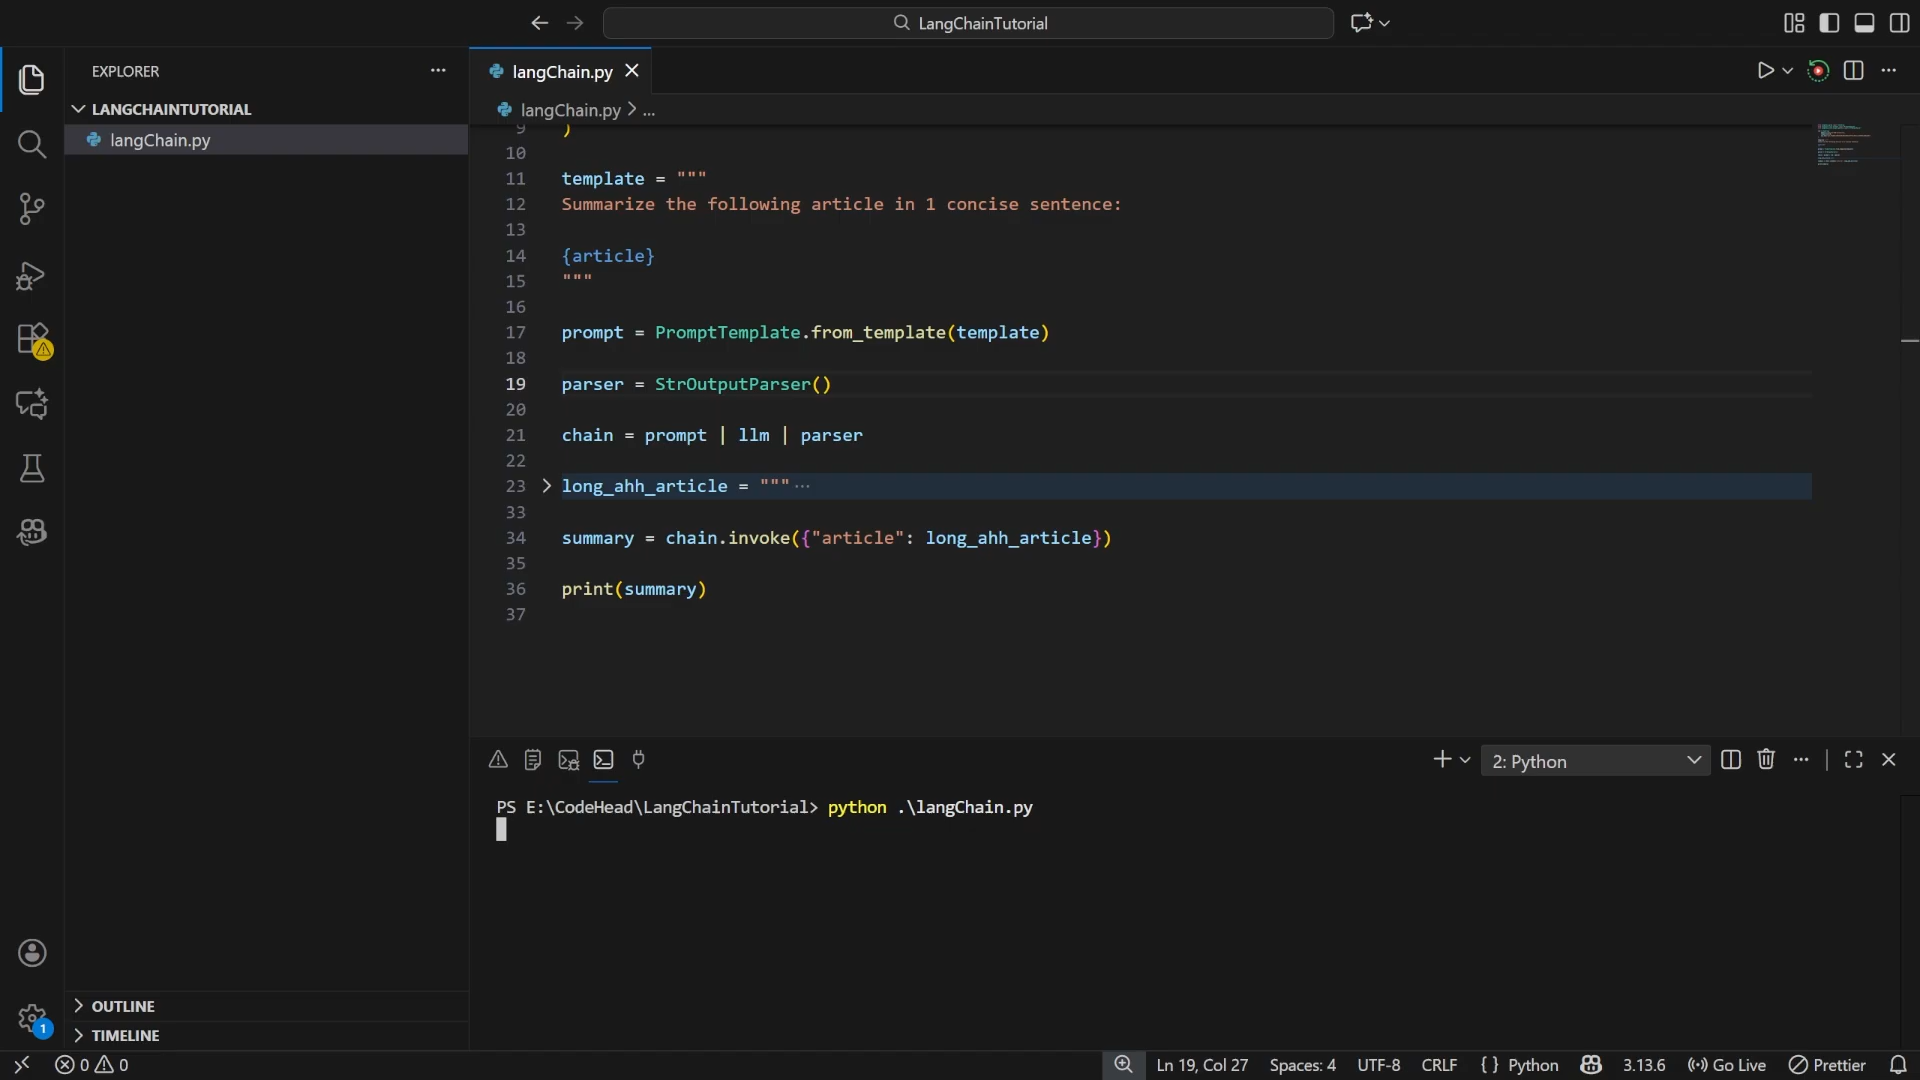 LangChainTutorial
EXPLORER
LANGCHAINTUTORIAL
langChain.py
OUTLINE
TIMELINE
langChain.py
langChain.py > ...
9 )
10
11 template = """
12 Summarize the following article in 1 concise sentence:
13
14 {article}
15 """
16
17 prompt = PromptTemplate.from_template(template)
18
19 parser = StrOutputParser()
20
21 chain = prompt | llm | parser
22
23 long_ahh_article = """ ···
33
34 summary = chain.invoke({"article": long_ahh_article})
35
36 print(summary)
37
2: Python
PS E:\CodeHead\LangChainTutorial> python .\langChain.py
1
0 0
Ln 19, Col 27 Spaces: 4 UTF-8 CRLF { } Python 3.13.6 Go Live Prettier